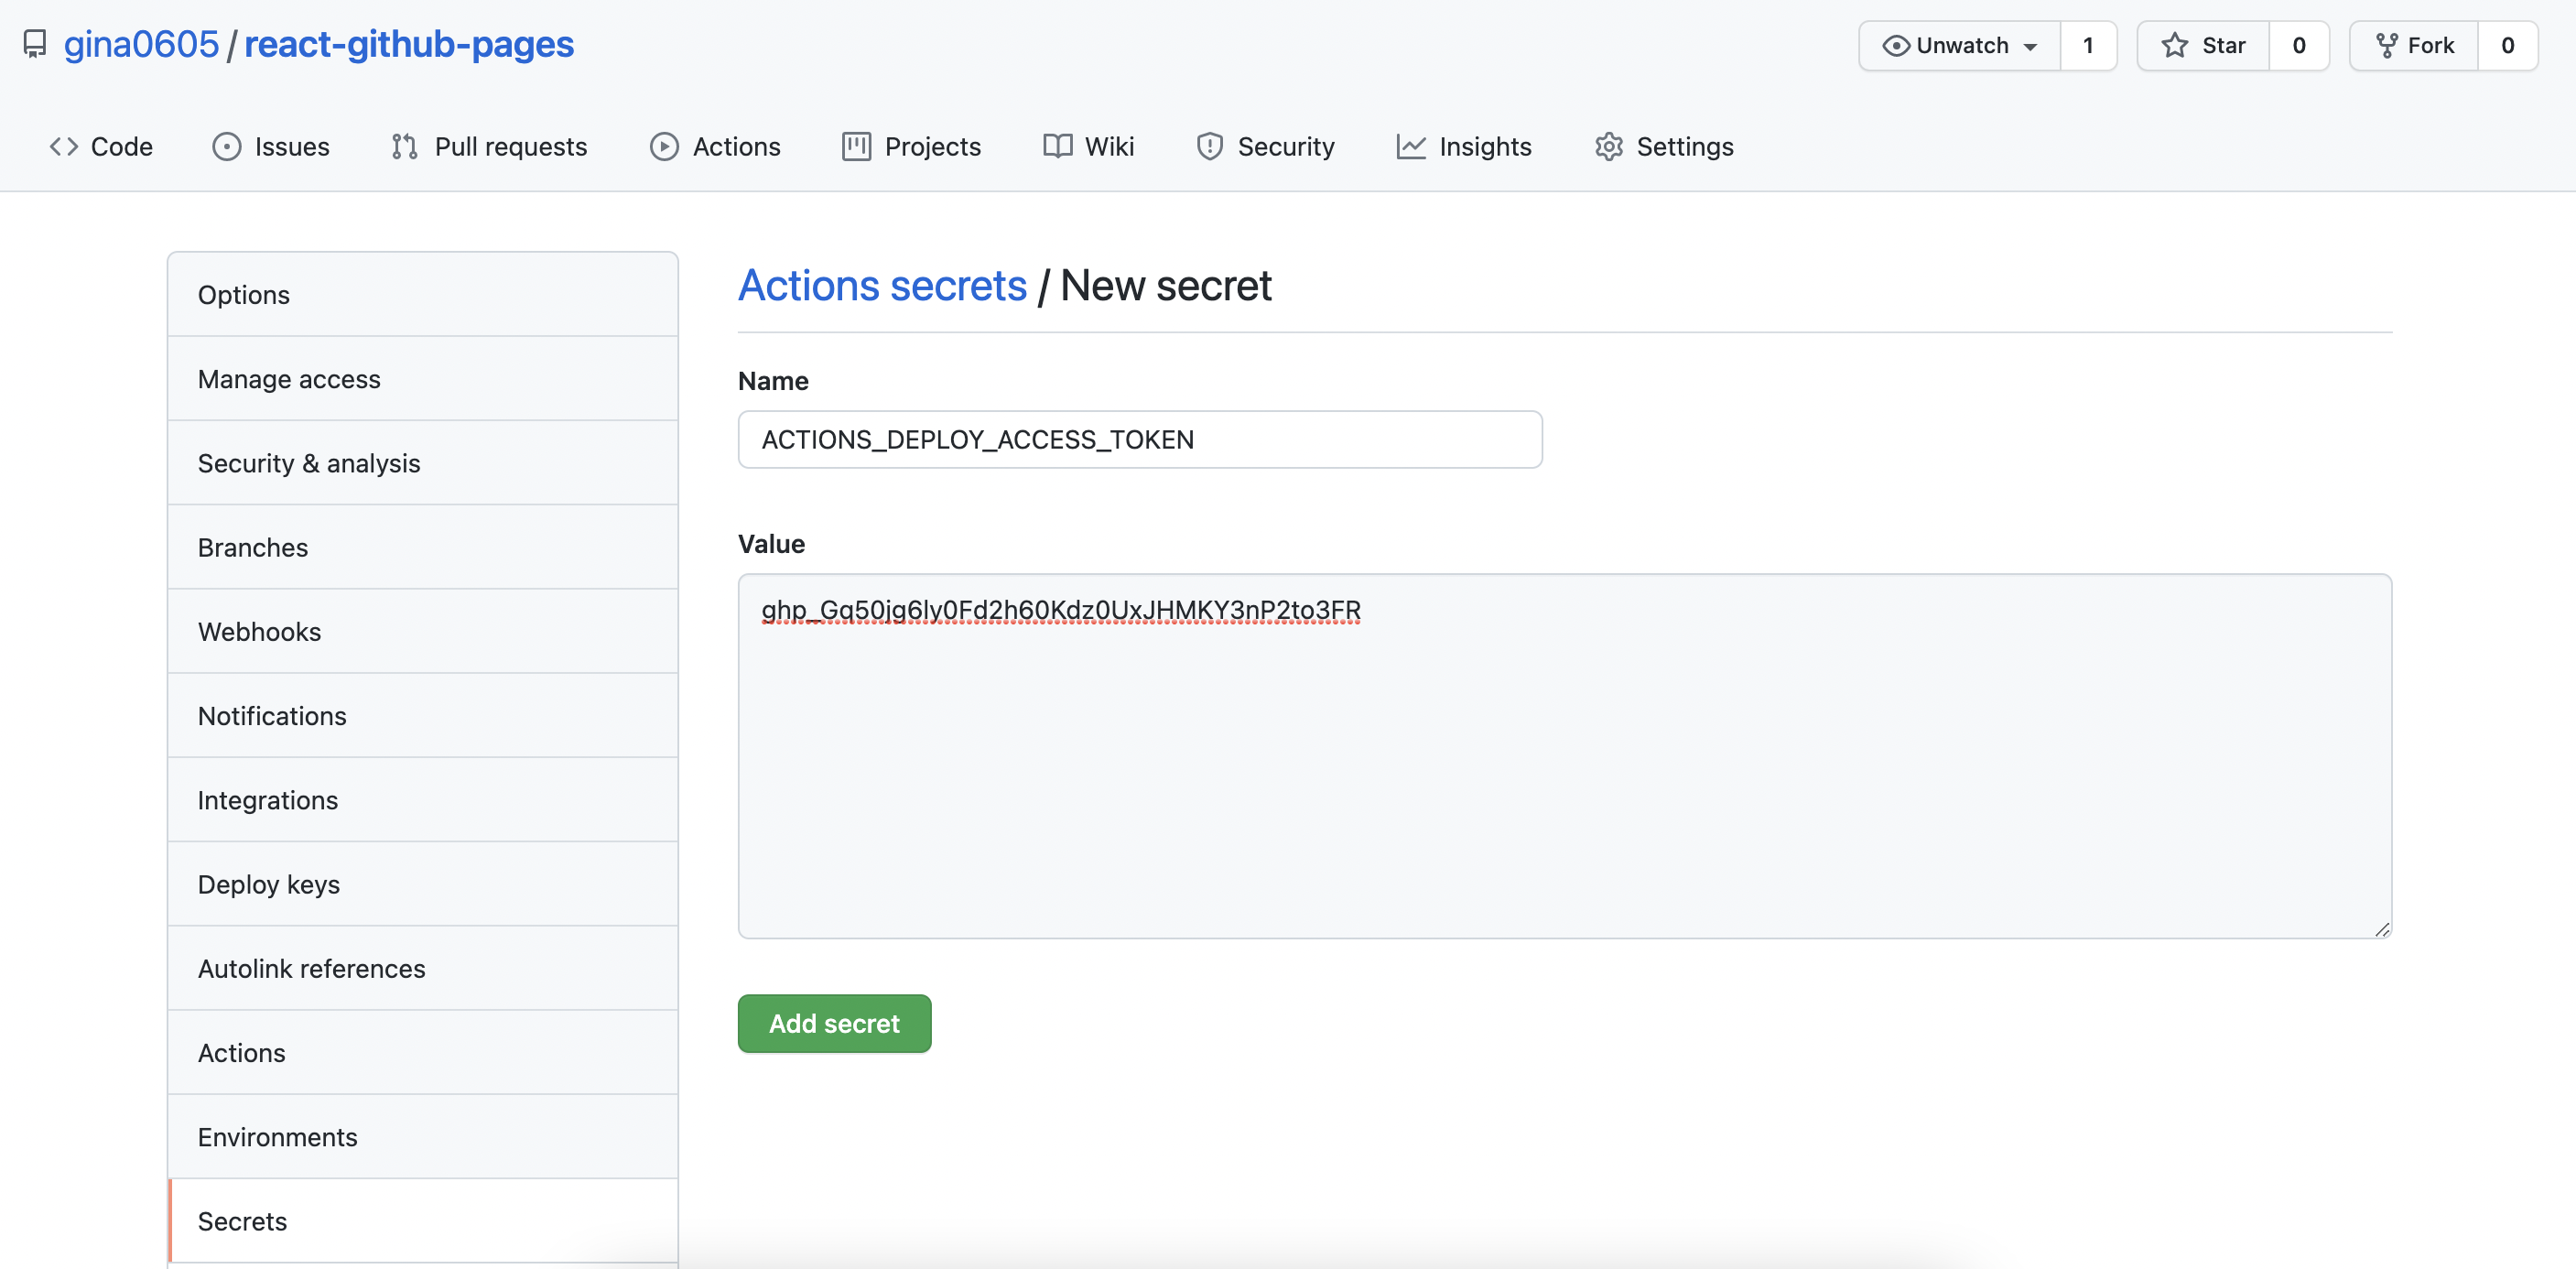 gina0605 / react-github-pages
Unwatch 1 Star 0 Fork 0
Code Issues Pull requests Actions Projects Wiki Security Insights Settings
Options
Manage access
Security & analysis
Branches
Webhooks
Notifications
Integrations
Deploy keys
Autolink references
Actions
Environments
Secrets
Actions secrets / New secret
Name
ACTIONS_DEPLOY_ACCESS_TOKEN
Value
Add secret